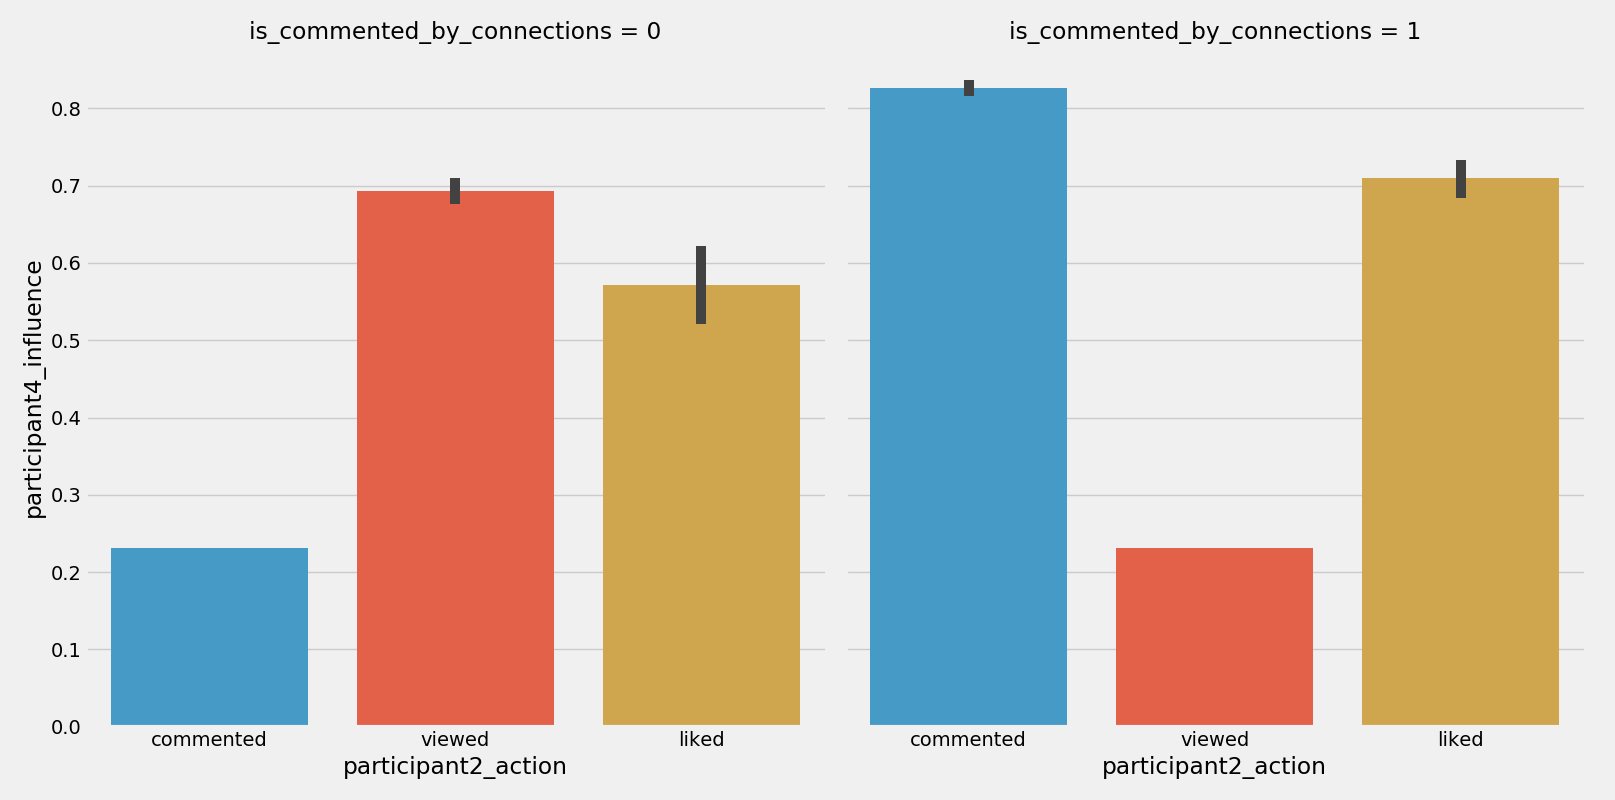 is_commented_by_connections = 0
is_commented_by_connections = 1
participant4_influence
0.8
0.7
0.6
0.5
0.4
0.3
0.2
0.1
0.0
commented viewed liked
commented viewed liked
participant2_action
participant2_action